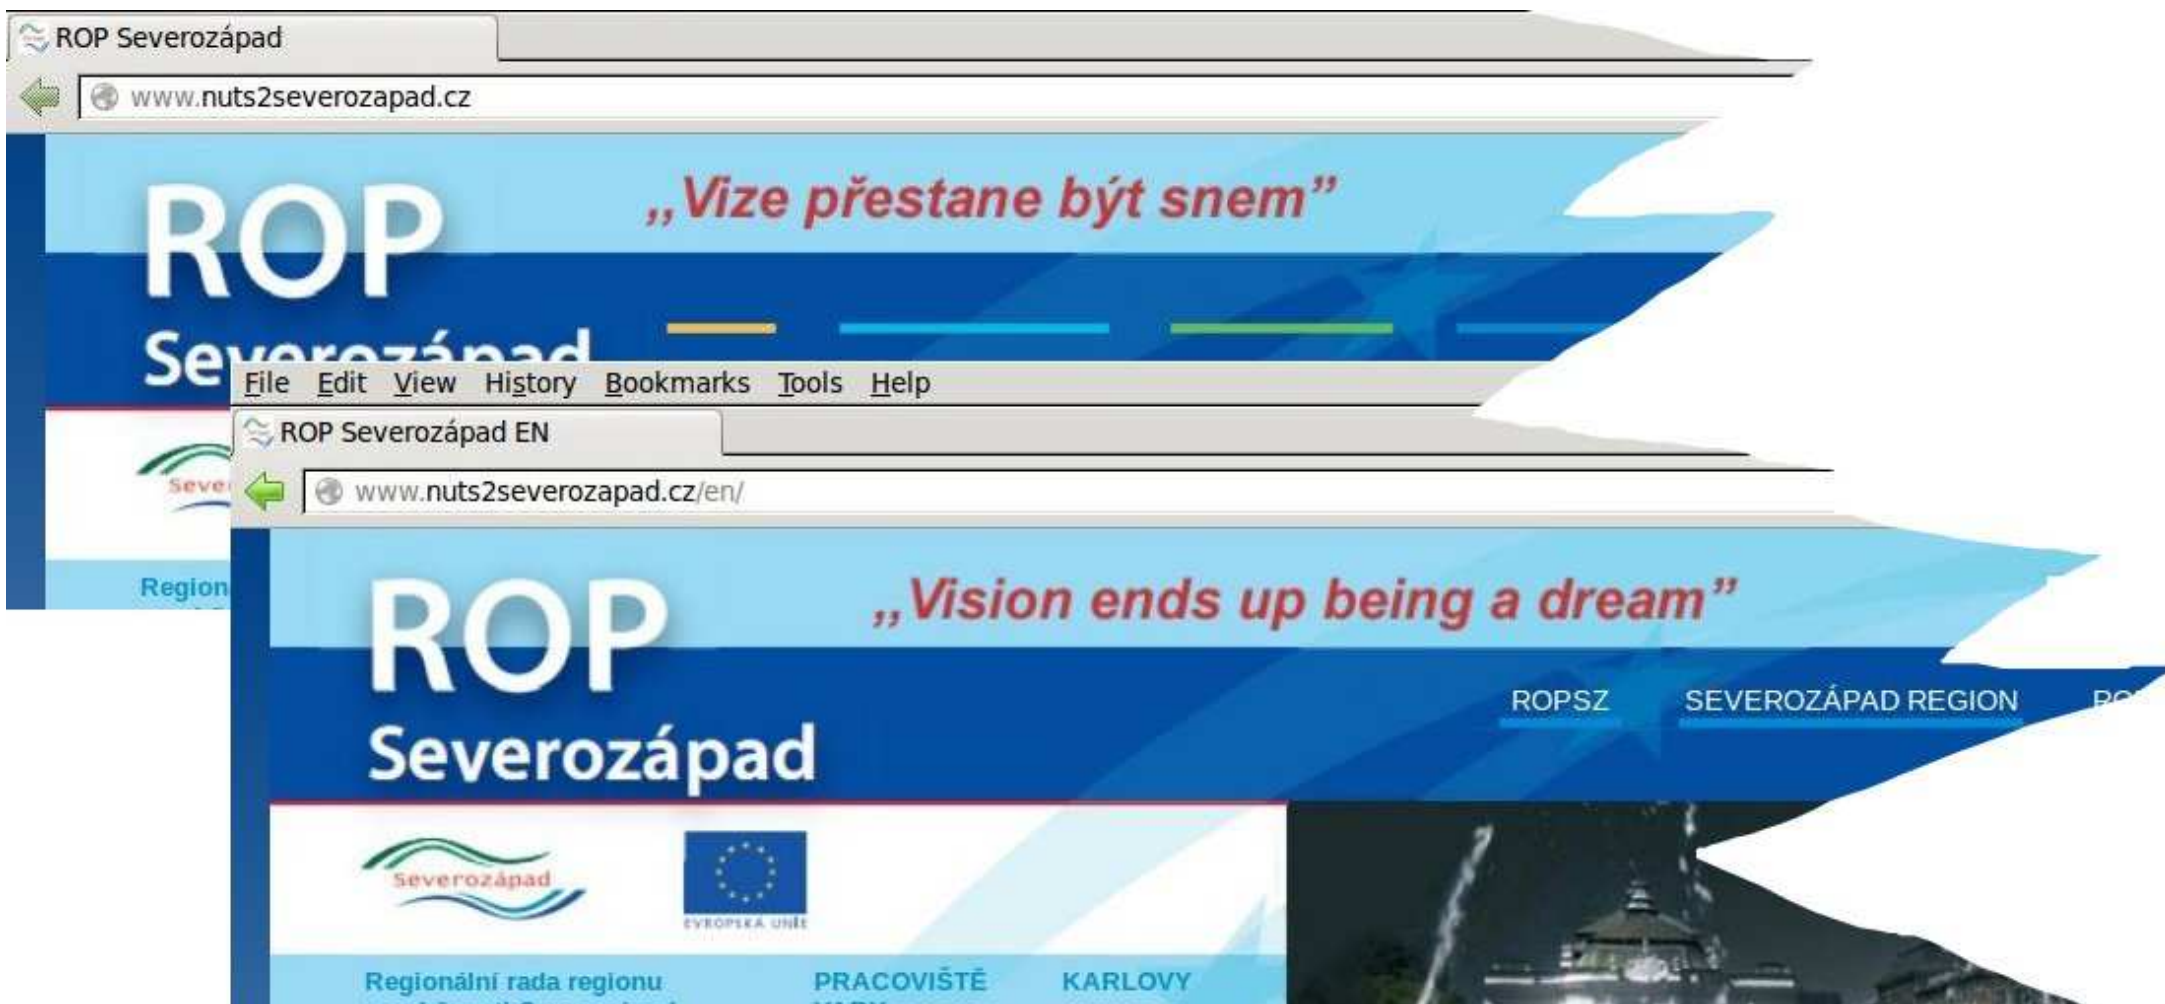 ROP Severozápad
www.nuts2severozapad.cz
ROP
,,Vize přestane být snem”
File Edit View History Bookmarks Tools Help
ROP Severozápad EN
www.nuts2severozapad.cz/en/
Region
ROP
,,Vision ends up being a dream”
ROPSZ SEVEROZÁPAD REGION
Severozápad
Severozápad
EVROPSKÁ UNIE
Regionální rada regionu PRACOVIŠTĚ KARLOVY